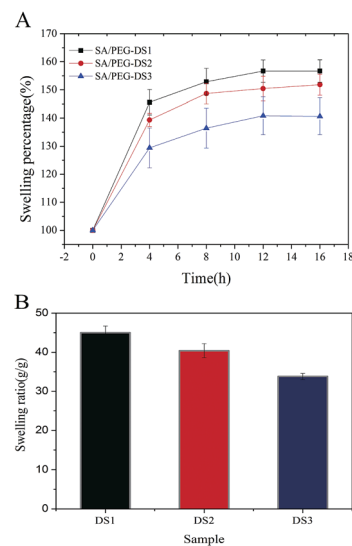 A
SA/PEG-DS1
SA/PEG-DS2
SA/PEG-DS3
Swelling percentage(%)
170
160
150
140
130
120
110
100
90
-2 0 2 4 6 8 10 12 14 16 18
Time(h)
B
Swelling ratio(g/g)
50
40
30
20
10
0
DS1 DS2 DS3
Sample